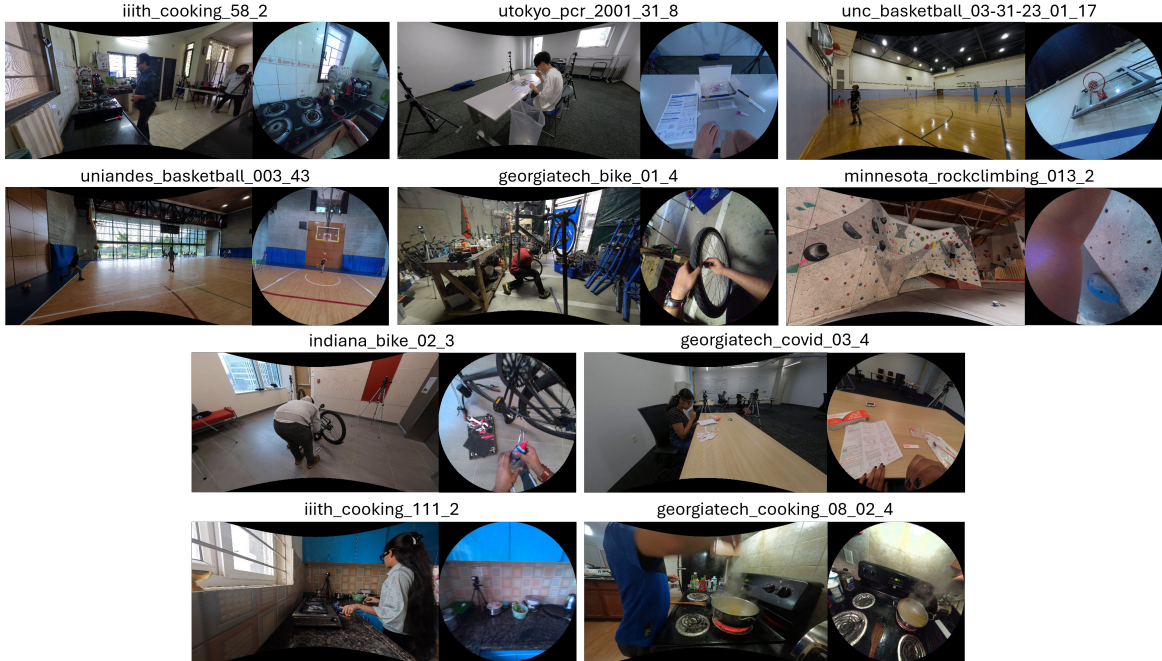 iiith_cooking_58_2
utokyo_pcr_2001_31_8
unc_basketball_03-31-23_01_17
uniandes_basketball_003_43
georgiatech_bike_01_4
minnesota_rockclimbing_013_2
indiana_bike_02_3
georgiatech_covid_03_4
iiith_cooking_111_2
georgiatech_cooking_08_02_4